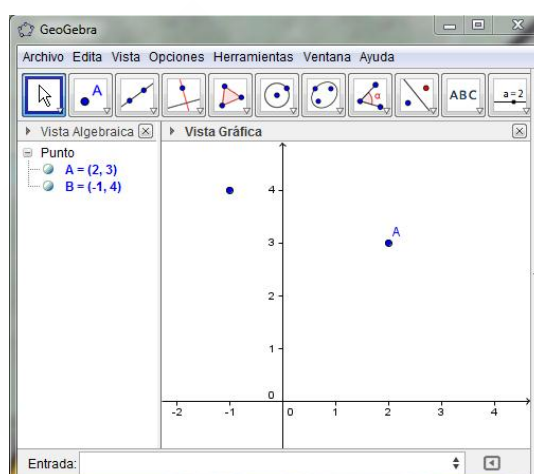 GeoGebra
Archivo Edita Vista Opciones Herramientas Ventana Ayuda
A
α
ABC
a=2
Vista Algebraica
Vista Gráfica
Punto
A = (2, 3)
B = (-1, 4)
4
A
3
2
1
0
-2 -1 0 1 2 3 4
Entrada: